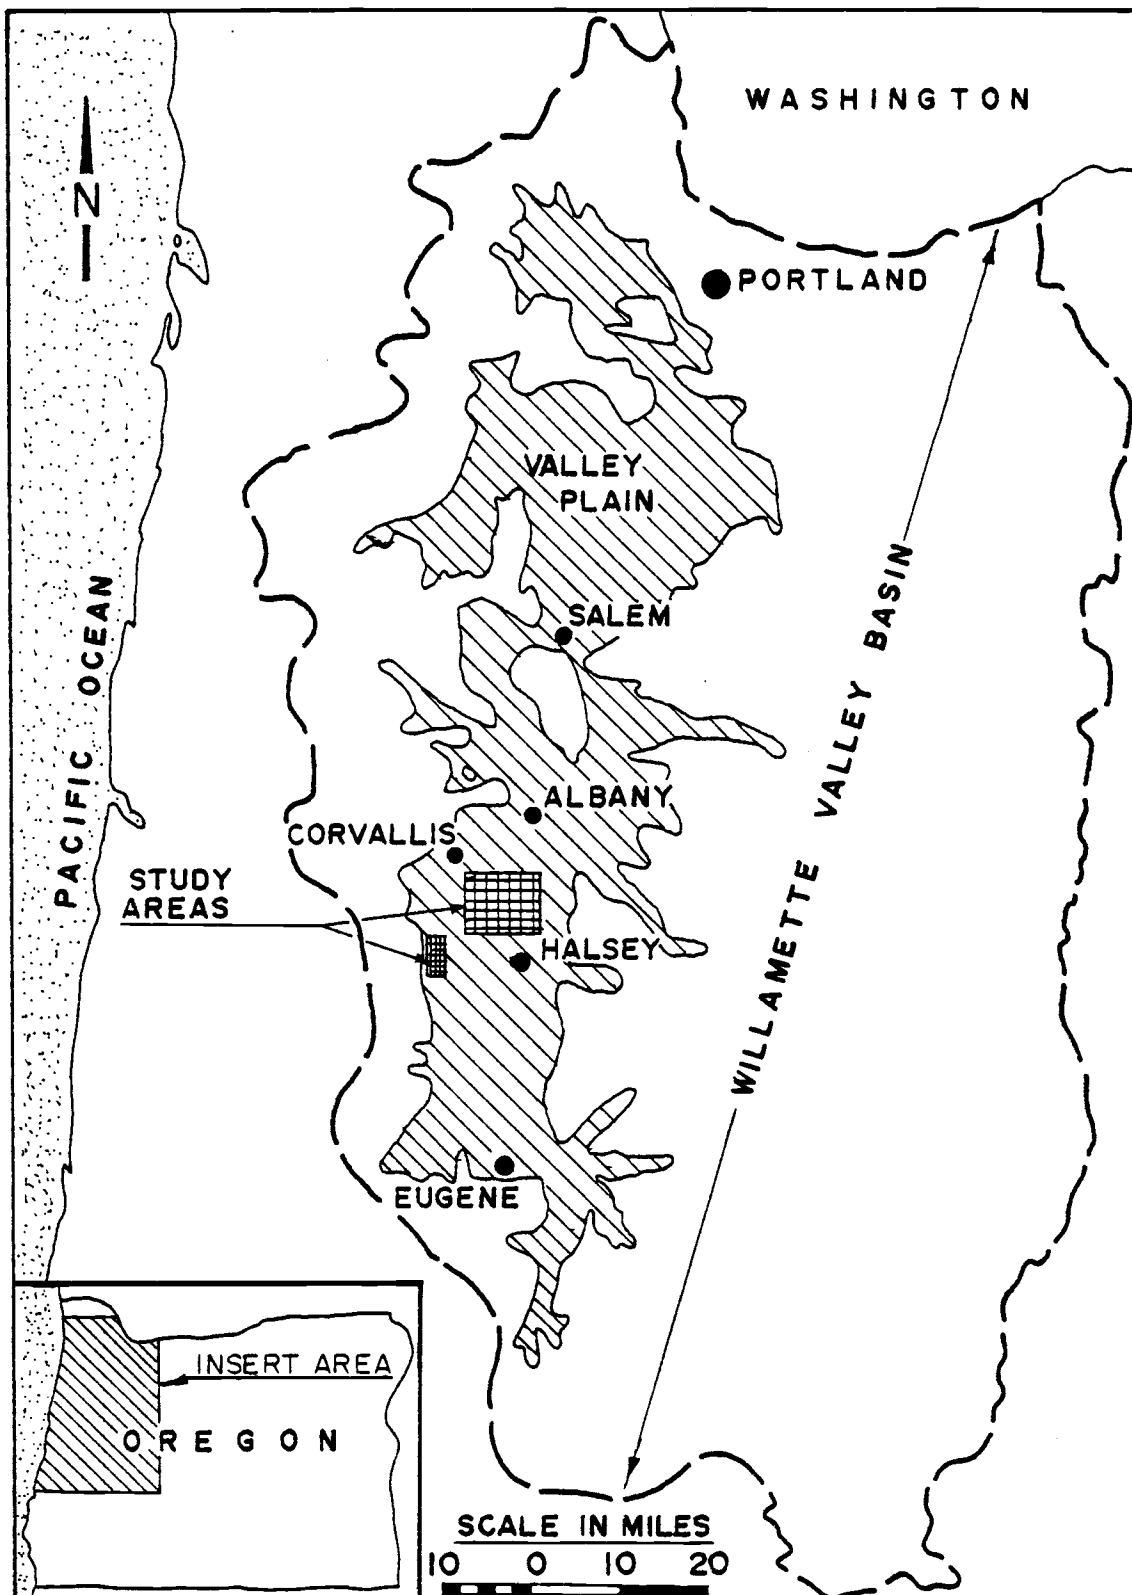 WASHINGTON
N
PORTLAND
VALLEY
PLAIN
SALEM
PACIFIC OCEAN
WILLAMETTE VALLEY BASIN
ALBANY
CORVALLIS
STUDY
AREAS
HALSEY
EUGENE
INSERT AREA
OREGON
SCALE IN MILES
10 0 10 20